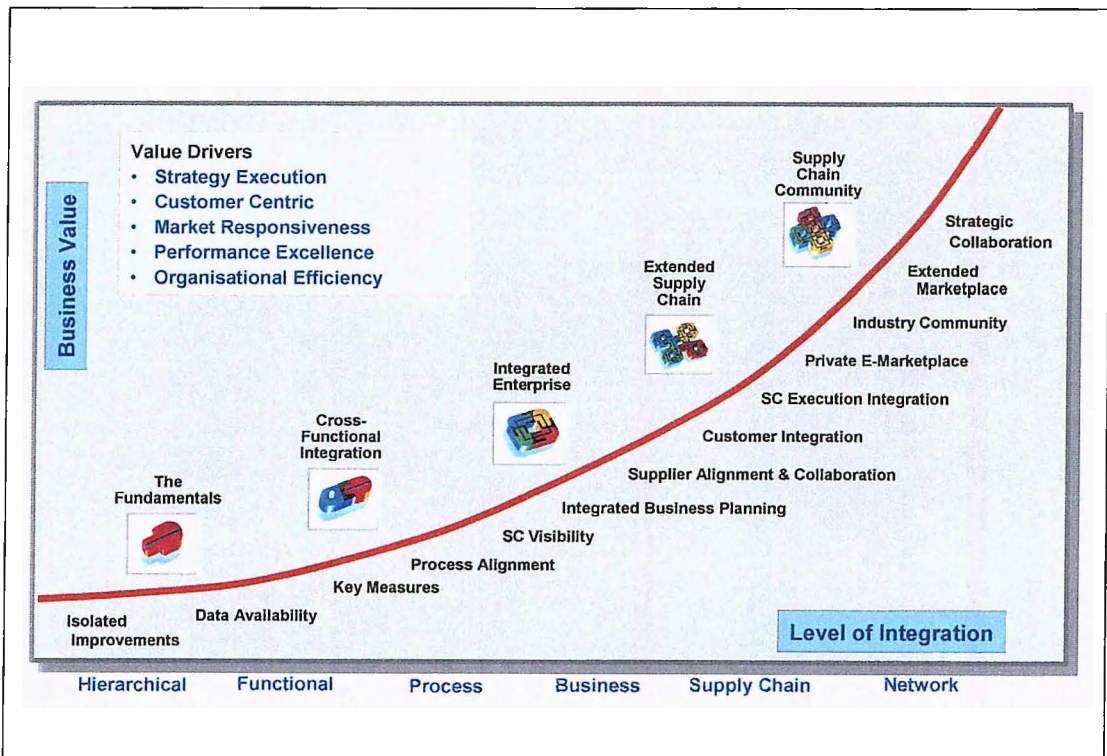 Value Drivers
• Strategy Execution
• Customer Centric
• Market Responsiveness
• Performance Excellence
• Organisational Efficiency
Business Value
The
Fundamentals
Cross-
Functional
Integration
Integrated
Enterprise
Extended
Supply
Chain
Supply
Chain
Community
Strategic
Collaboration
Extended
Marketplace
Industry Community
Private E-Marketplace
SC Execution Integration
Customer Integration
Supplier Alignment & Collaboration
Integrated Business Planning
SC Visibility
Process Alignment
Key Measures
Data Availability
Isolated
Improvements
Level of Integration
Hierarchical Functional Process Business Supply Chain Network